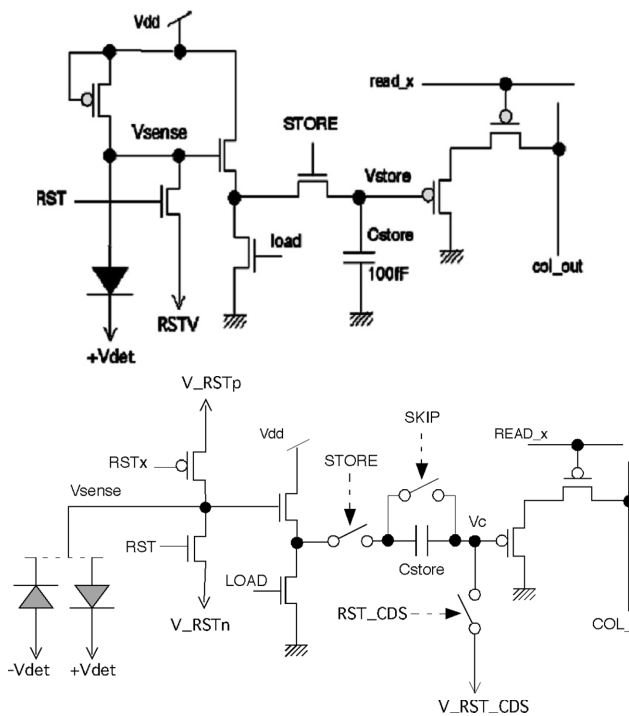 Vdd
read_x
Vsense
STORE
Vstore
RST
load
Cstore
100fF
col_out
RSTV
+Vdet
V_RSTp
SKIP
READ_x
Vdd
RSTx
STORE
Vsense
Vc
RST
Cstore
LOAD
RST_CDS
V_RSTn
COL_
-Vdet
+Vdet
V_RST_CDS